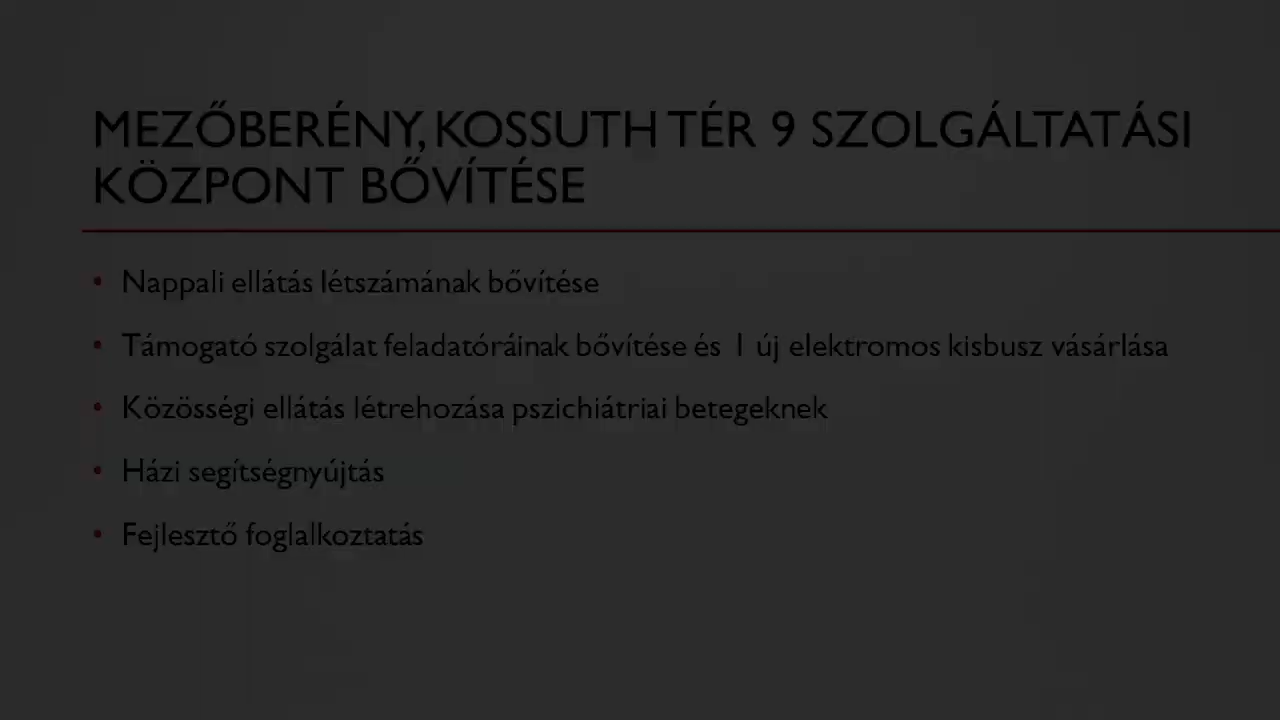 MEZŐBERÉNY, KOSSUTH TÉR 9 SZOLGÁLTATÁSI
KÖZPONT BŐVÍTÉSE
• Nappali ellátás létszámának bővítése
• Támogató szolgálat feladatóráinak bővítése és 1 új elektromos kisbusz vásárlása
• Közösségi ellátás létrehozása pszichiátriai betegeknek
• Házi segítségnyújtás
• Fejlesztő foglalkoztatás